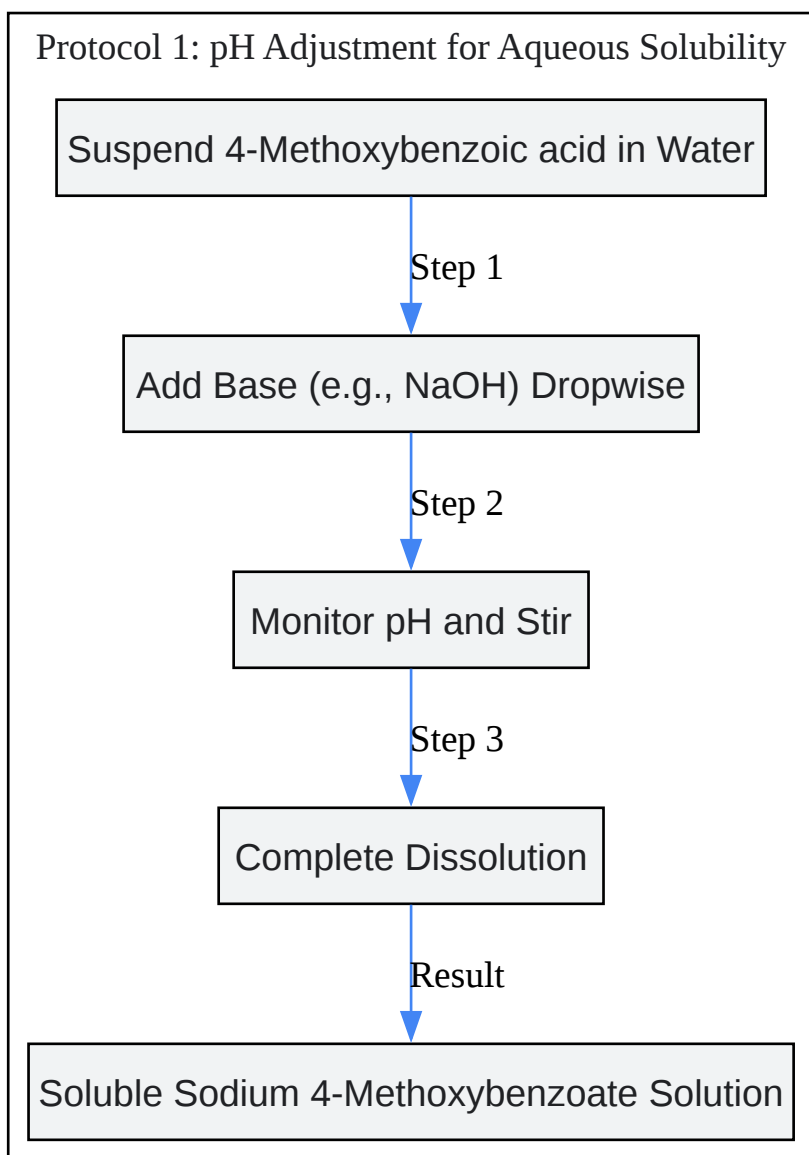 Protocol 1: pH Adjustment for Aqueous Solubility
Suspend 4-Methoxybenzoic acid in Water
Step 1
Add Base (e.g., NaOH) Dropwise
Step 2
Monitor pH and Stir
Step 3
Complete Dissolution
Result
Soluble Sodium 4-Methoxybenzoate Solution